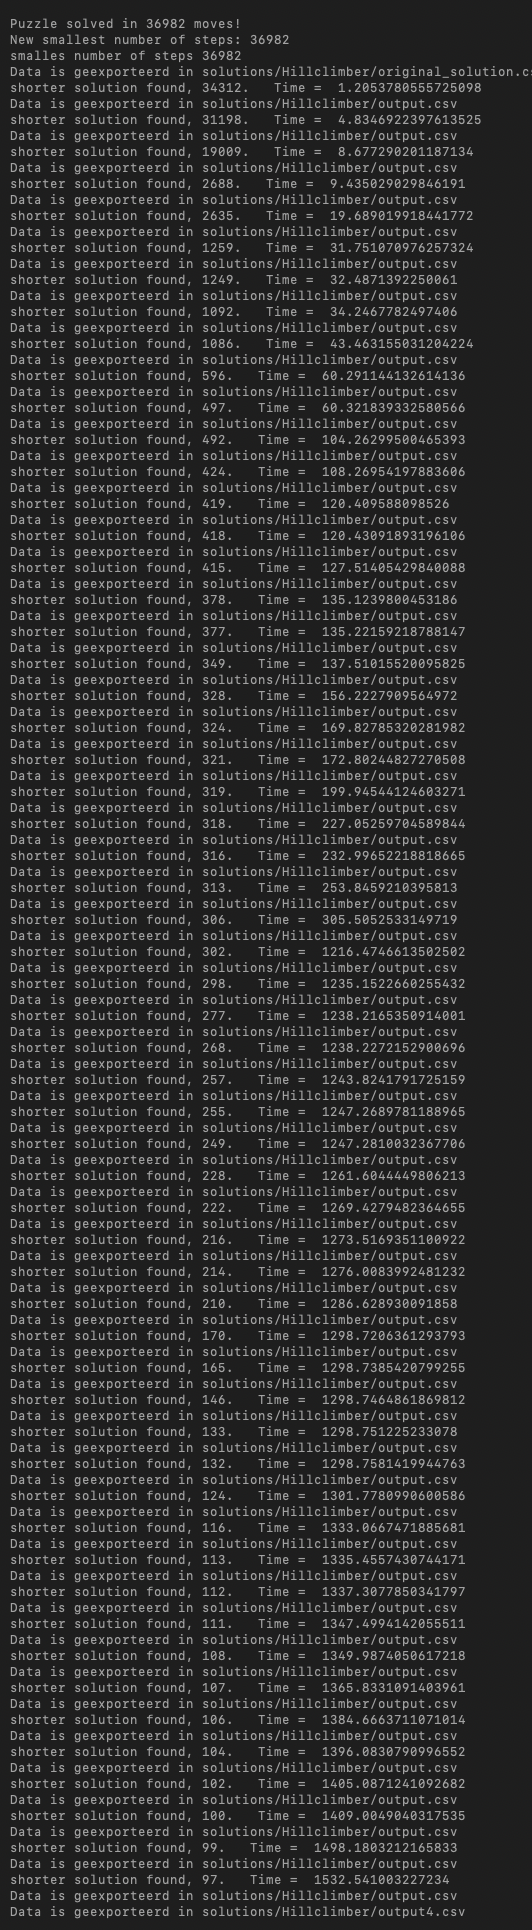 Puzzle solved in 36982 moves!
New smallest number of steps: 36982
smalles number of steps 36982
Data is geexporteerd in solutions/Hillclimber/original_solution.cs
shorter solution found, 34312.   Time =  1.2053780555725098
Data is geexporteerd in solutions/Hillclimber/output.csv
shorter solution found, 31198.   Time =  4.8346922397613525
Data is geexporteerd in solutions/Hillclimber/output.csv
shorter solution found, 19009.   Time =  8.677290201187134
Data is geexporteerd in solutions/Hillclimber/output.csv
shorter solution found, 2688.   Time =  9.435029029846191
Data is geexporteerd in solutions/Hillclimber/output.csv
shorter solution found, 2635.   Time =  19.689019918441772
Data is geexporteerd in solutions/Hillclimber/output.csv
shorter solution found, 1259.   Time =  31.751070976257324
Data is geexporteerd in solutions/Hillclimber/output.csv
shorter solution found, 1249.   Time =  32.4871392250061
Data is geexporteerd in solutions/Hillclimber/output.csv
shorter solution found, 1092.   Time =  34.2467782497406
Data is geexporteerd in solutions/Hillclimber/output.csv
shorter solution found, 1086.   Time =  43.463155031204224
Data is geexporteerd in solutions/Hillclimber/output.csv
shorter solution found, 596.   Time =  60.291144132614136
Data is geexporteerd in solutions/Hillclimber/output.csv
shorter solution found, 497.   Time =  60.321839332580566
Data is geexporteerd in solutions/Hillclimber/output.csv
shorter solution found, 492.   Time =  104.26299500465393
Data is geexporteerd in solutions/Hillclimber/output.csv
shorter solution found, 424.   Time =  108.26954197883606
Data is geexporteerd in solutions/Hillclimber/output.csv
shorter solution found, 419.   Time =  120.409588098526
Data is geexporteerd in solutions/Hillclimber/output.csv
shorter solution found, 418.   Time =  120.43091893196106
Data is geexporteerd in solutions/Hillclimber/output.csv
shorter solution found, 415.   Time =  127.51405429840088
Data is geexporteerd in solutions/Hillclimber/output.csv
shorter solution found, 378.   Time =  135.1239800453186
Data is geexporteerd in solutions/Hillclimber/output.csv
shorter solution found, 377.   Time =  135.22159218788147
Data is geexporteerd in solutions/Hillclimber/output.csv
shorter solution found, 349.   Time =  137.51015520095825
Data is geexporteerd in solutions/Hillclimber/output.csv
shorter solution found, 328.   Time =  156.2227909564972
Data is geexporteerd in solutions/Hillclimber/output.csv
shorter solution found, 324.   Time =  169.82785320281982
Data is geexporteerd in solutions/Hillclimber/output.csv
shorter solution found, 321.   Time =  172.80244827270508
Data is geexporteerd in solutions/Hillclimber/output.csv
shorter solution found, 319.   Time =  199.94544124603271
Data is geexporteerd in solutions/Hillclimber/output.csv
shorter solution found, 318.   Time =  227.05259704589844
Data is geexporteerd in solutions/Hillclimber/output.csv
shorter solution found, 316.   Time =  232.99652218818665
Data is geexporteerd in solutions/Hillclimber/output.csv
shorter solution found, 313.   Time =  253.8459210395813
Data is geexporteerd in solutions/Hillclimber/output.csv
shorter solution found, 306.   Time =  305.5052533149719
Data is geexporteerd in solutions/Hillclimber/output.csv
shorter solution found, 302.   Time =  1216.4746613502502
Data is geexporteerd in solutions/Hillclimber/output.csv
shorter solution found, 298.   Time =  1235.1522660255432
Data is geexporteerd in solutions/Hillclimber/output.csv
shorter solution found, 277.   Time =  1238.2165350914001
Data is geexporteerd in solutions/Hillclimber/output.csv
shorter solution found, 268.   Time =  1238.2272152900696
Data is geexporteerd in solutions/Hillclimber/output.csv
shorter solution found, 257.   Time =  1243.8241791725159
Data is geexporteerd in solutions/Hillclimber/output.csv
shorter solution found, 255.   Time =  1247.2689781188965
Data is geexporteerd in solutions/Hillclimber/output.csv
shorter solution found, 249.   Time =  1247.2810032367706
Data is geexporteerd in solutions/Hillclimber/output.csv
shorter solution found, 228.   Time =  1261.6044449806213
Data is geexporteerd in solutions/Hillclimber/output.csv
shorter solution found, 222.   Time =  1269.4279482364655
Data is geexporteerd in solutions/Hillclimber/output.csv
shorter solution found, 216.   Time =  1273.5169351100922
Data is geexporteerd in solutions/Hillclimber/output.csv
shorter solution found, 214.   Time =  1276.0083992481232
Data is geexporteerd in solutions/Hillclimber/output.csv
shorter solution found, 210.   Time =  1286.628930091858
Data is geexporteerd in solutions/Hillclimber/output.csv
shorter solution found, 170.   Time =  1298.7206361293793
Data is geexporteerd in solutions/Hillclimber/output.csv
shorter solution found, 165.   Time =  1298.7385420799255
Data is geexporteerd in solutions/Hillclimber/output.csv
shorter solution found, 146.   Time =  1298.7464861869812
Data is geexporteerd in solutions/Hillclimber/output.csv
shorter solution found, 133.   Time =  1298.751225233078
Data is geexporteerd in solutions/Hillclimber/output.csv
shorter solution found, 132.   Time =  1298.7581419944763
Data is geexporteerd in solutions/Hillclimber/output.csv
shorter solution found, 124.   Time =  1301.7780990600586
Data is geexporteerd in solutions/Hillclimber/output.csv
shorter solution found, 116.   Time =  1333.0667471885681
Data is geexporteerd in solutions/Hillclimber/output.csv
shorter solution found, 113.   Time =  1335.4557430744171
Data is geexporteerd in solutions/Hillclimber/output.csv
shorter solution found, 112.   Time =  1337.3077850341797
Data is geexporteerd in solutions/Hillclimber/output.csv
shorter solution found, 111.   Time =  1347.4994142055511
Data is geexporteerd in solutions/Hillclimber/output.csv
shorter solution found, 108.   Time =  1349.9874050617218
Data is geexporteerd in solutions/Hillclimber/output.csv
shorter solution found, 107.   Time =  1365.8331091403961
Data is geexporteerd in solutions/Hillclimber/output.csv
shorter solution found, 106.   Time =  1384.6663711071014
Data is geexporteerd in solutions/Hillclimber/output.csv
shorter solution found, 104.   Time =  1396.0830790996552
Data is geexporteerd in solutions/Hillclimber/output.csv
shorter solution found, 102.   Time =  1405.0871241092682
Data is geexporteerd in solutions/Hillclimber/output.csv
shorter solution found, 100.   Time =  1409.0049040317535
Data is geexporteerd in solutions/Hillclimber/output.csv
shorter solution found, 99.   Time =  1498.1803212165833
Data is geexporteerd in solutions/Hillclimber/output.csv
shorter solution found, 97.   Time =  1532.541003227234
Data is geexporteerd in solutions/Hillclimber/output.csv
Data is geexporteerd in solutions/Hillclimber/output4.csv